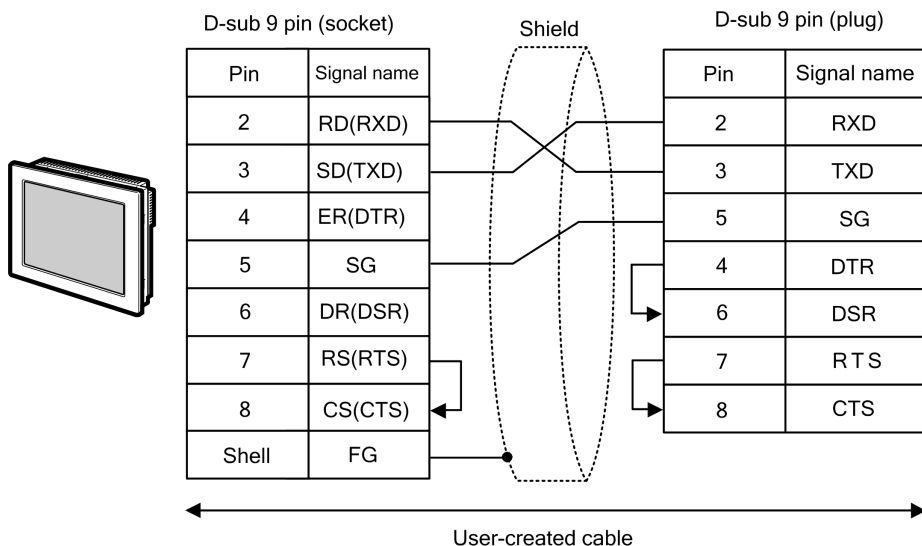 D-sub 9 pin (socket)
Shield
D-sub 9 pin (plug)
Pin Signal name
2 RD(RXD)
3 SD(TXD)
4 ER(DTR)
5 SG
6 DR(DSR)
7 RS(RTS)
8 CS(CTS)
Shell FG
Pin Signal name
2 RXD
3 TXD
5 SG
4 DTR
6 DSR
7 RTS
8 CTS
User-created cable